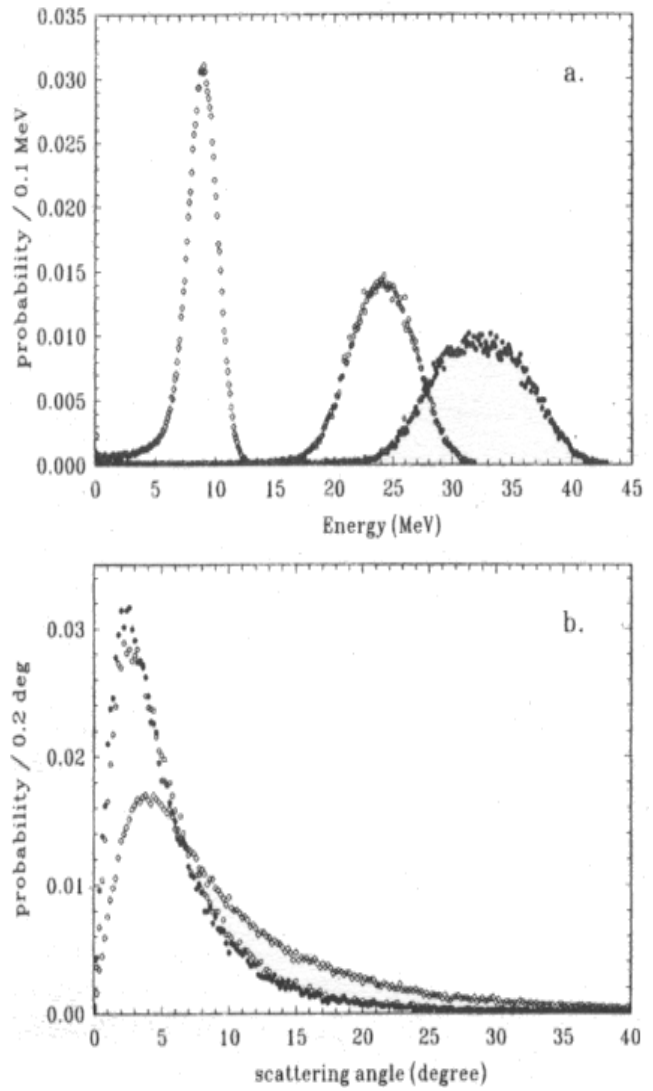 0.035
0.030
0.025
0.020
0.015
0.010
0.005
0.000
probability / 0.1 MeV
a.
0 5 10 15 20 25 30 35 40 45
Energy (MeV)
0.03
0.02
0.01
0.00
probability / 0.2 deg
b.
0 5 10 15 20 25 30 35 40
scattering angle (degree)